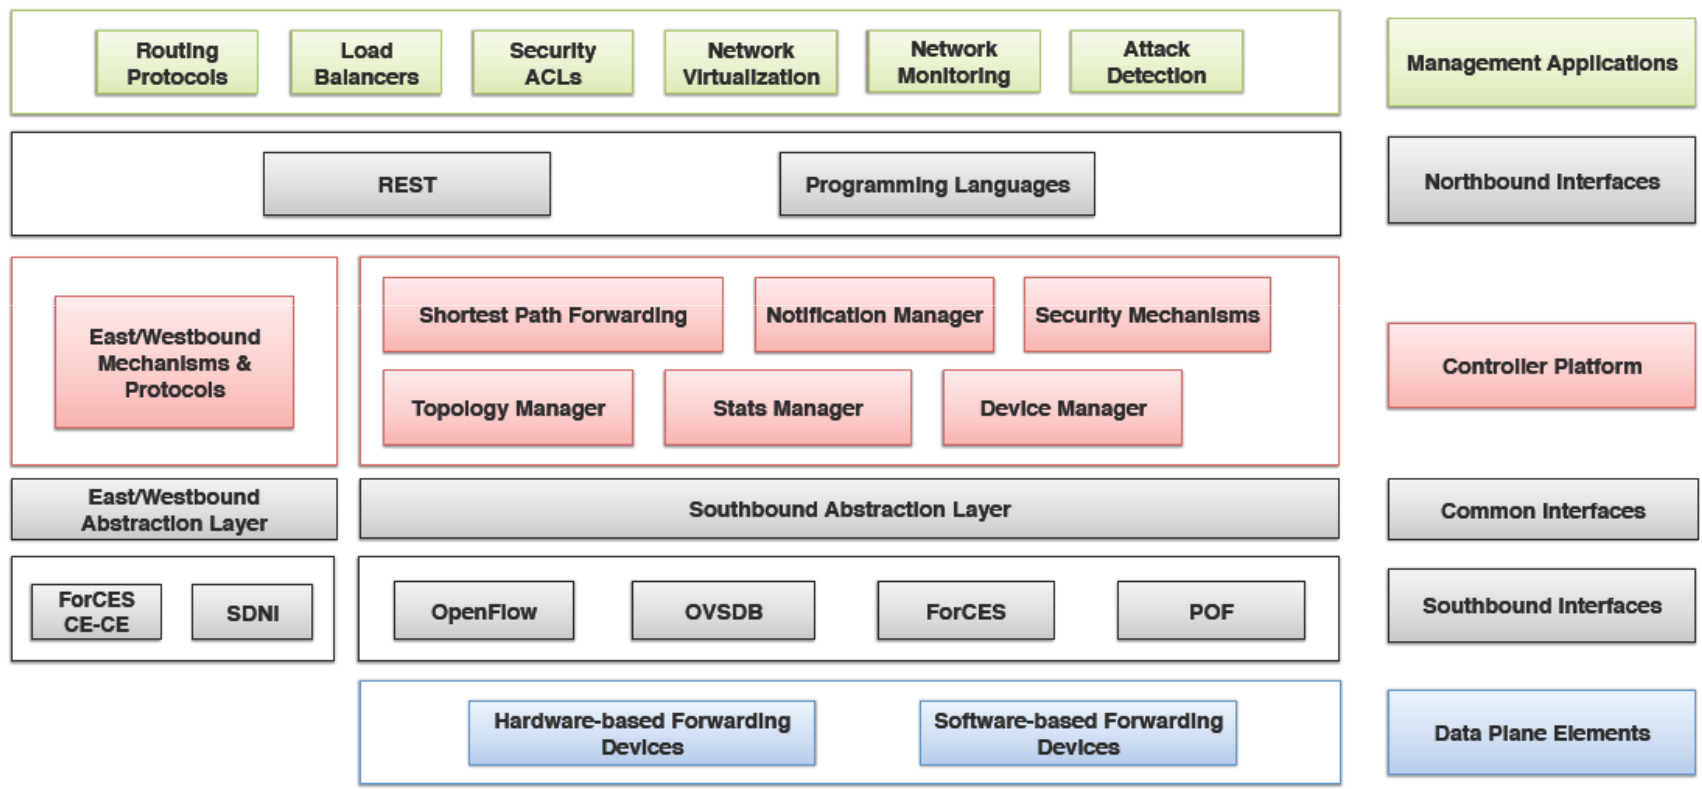 Routing
Protocols
Load
Balancers
Security
ACLs
Network
Virtualization
Network
Monitoring
Attack
Detection
Management Applications
REST
Programming Languages
Northbound Interfaces
East/Westbound
Mechanisms &
Protocols
Shortest Path Forwarding
Notification Manager
Security Mechanisms
Topology Manager
Stats Manager
Device Manager
Controller Platform
East/Westbound
Abstraction Layer
Southbound Abstraction Layer
Common Interfaces
ForCES
CE-CE
SDNI
OpenFlow
OVSDB
ForCES
POF
Southbound Interfaces
Hardware-based Forwarding
Devices
Software-based Forwarding
Devices
Data Plane Elements